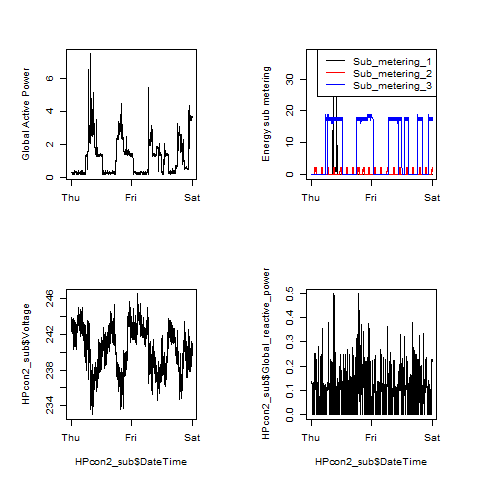 Global Active Power
6
4
2
0
Thu Fri Sat
Energy sub metering
30
20
10
0
Sub_metering_1
Sub_metering_2
Sub_metering_3
Thu Fri Sat
HPcon2_sub$Voltage
246
242
238
234
Thu Fri Sat
HPcon2_sub$DateTime
HPcon2_sub$Global_reactive_power
0.5
0.4
0.3
0.2
0.1
0.0
Thu Fri Sat
HPcon2_sub$DateTime